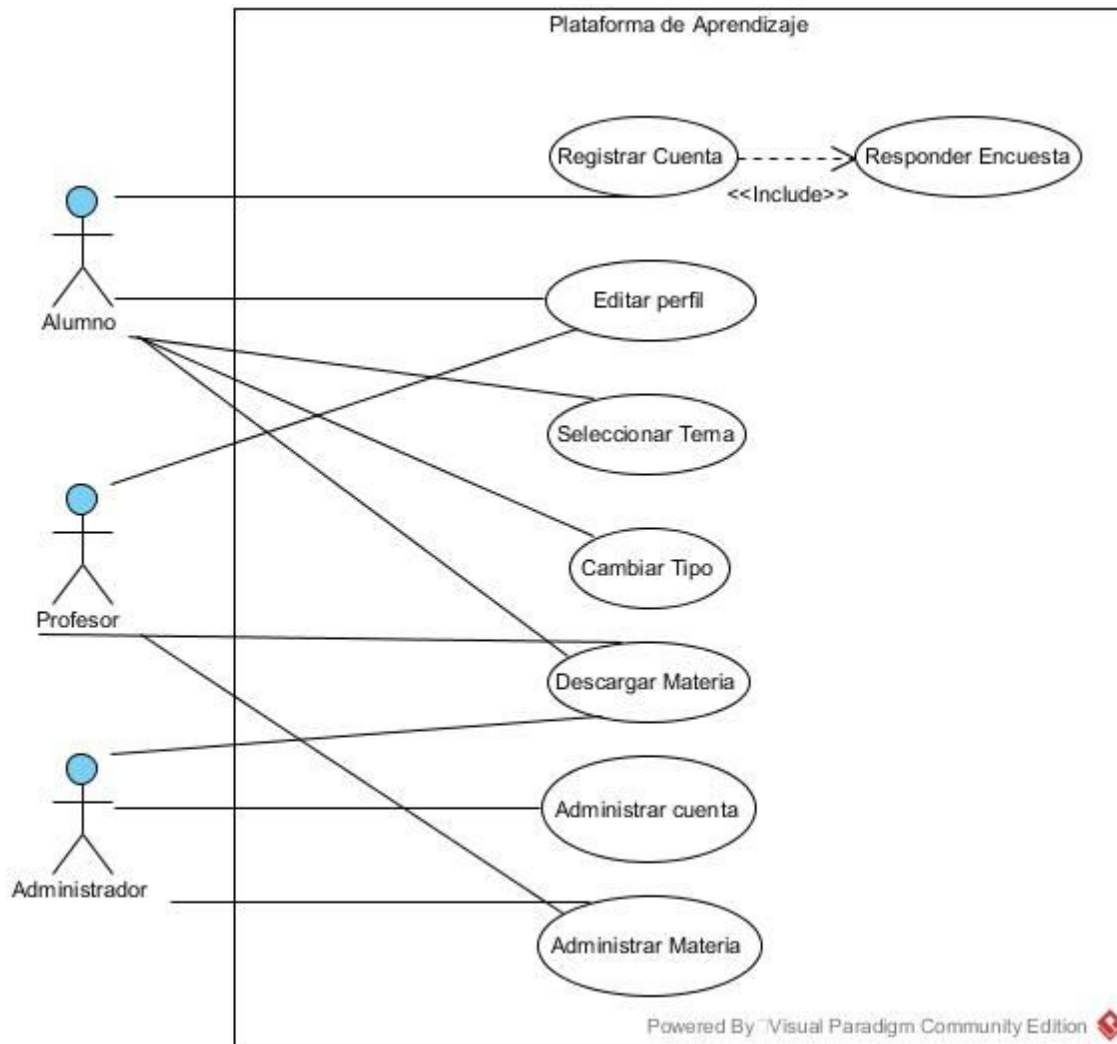 Plataforma de Aprendizaje
Registrar Cuenta
Responder Encuesta
<<Include>>
Alumno
Editar perfil
Seleccionar Tema
Cambiar Tipo
Profesor
Descargar Materia
Administrar cuenta
Administrador
Administrar Materia
Powered By Visual Paradigm Community Edition